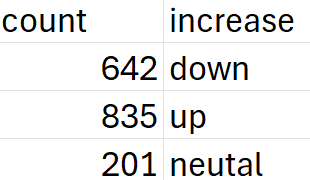 count increase
642 down
835 up
201 neutal